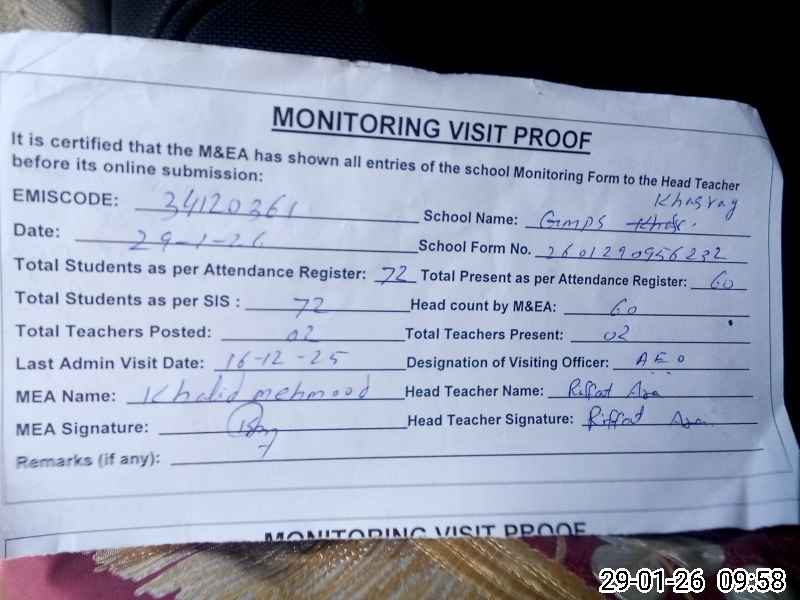 MONITORING VISIT PROOF
It is certified that the M&EA has shown all entries of the school Monitoring Form to the Head Teacher
before its online submission:
EMISCODE: 34120361
School Name: GMPS Khasray
Date: 29-1-26
School Form No. 2601290956232
Total Students as per Attendance Register: 72 Total Present as per Attendance Register: 60
Total Students as per SIS : 72 Head count by M&EA: 60
Total Teachers Posted: 02 Total Teachers Present: 02
Last Admin Visit Date: 16-12-25 Designation of Visiting Officer: AEO
MEA Name: Khalid mehmood Head Teacher Name: Riffat Ara
MEA Signature: Head Teacher Signature: Riffat Ara
Remarks (if any):
MONITORING VISIT PROOF
29-01-26 09:58